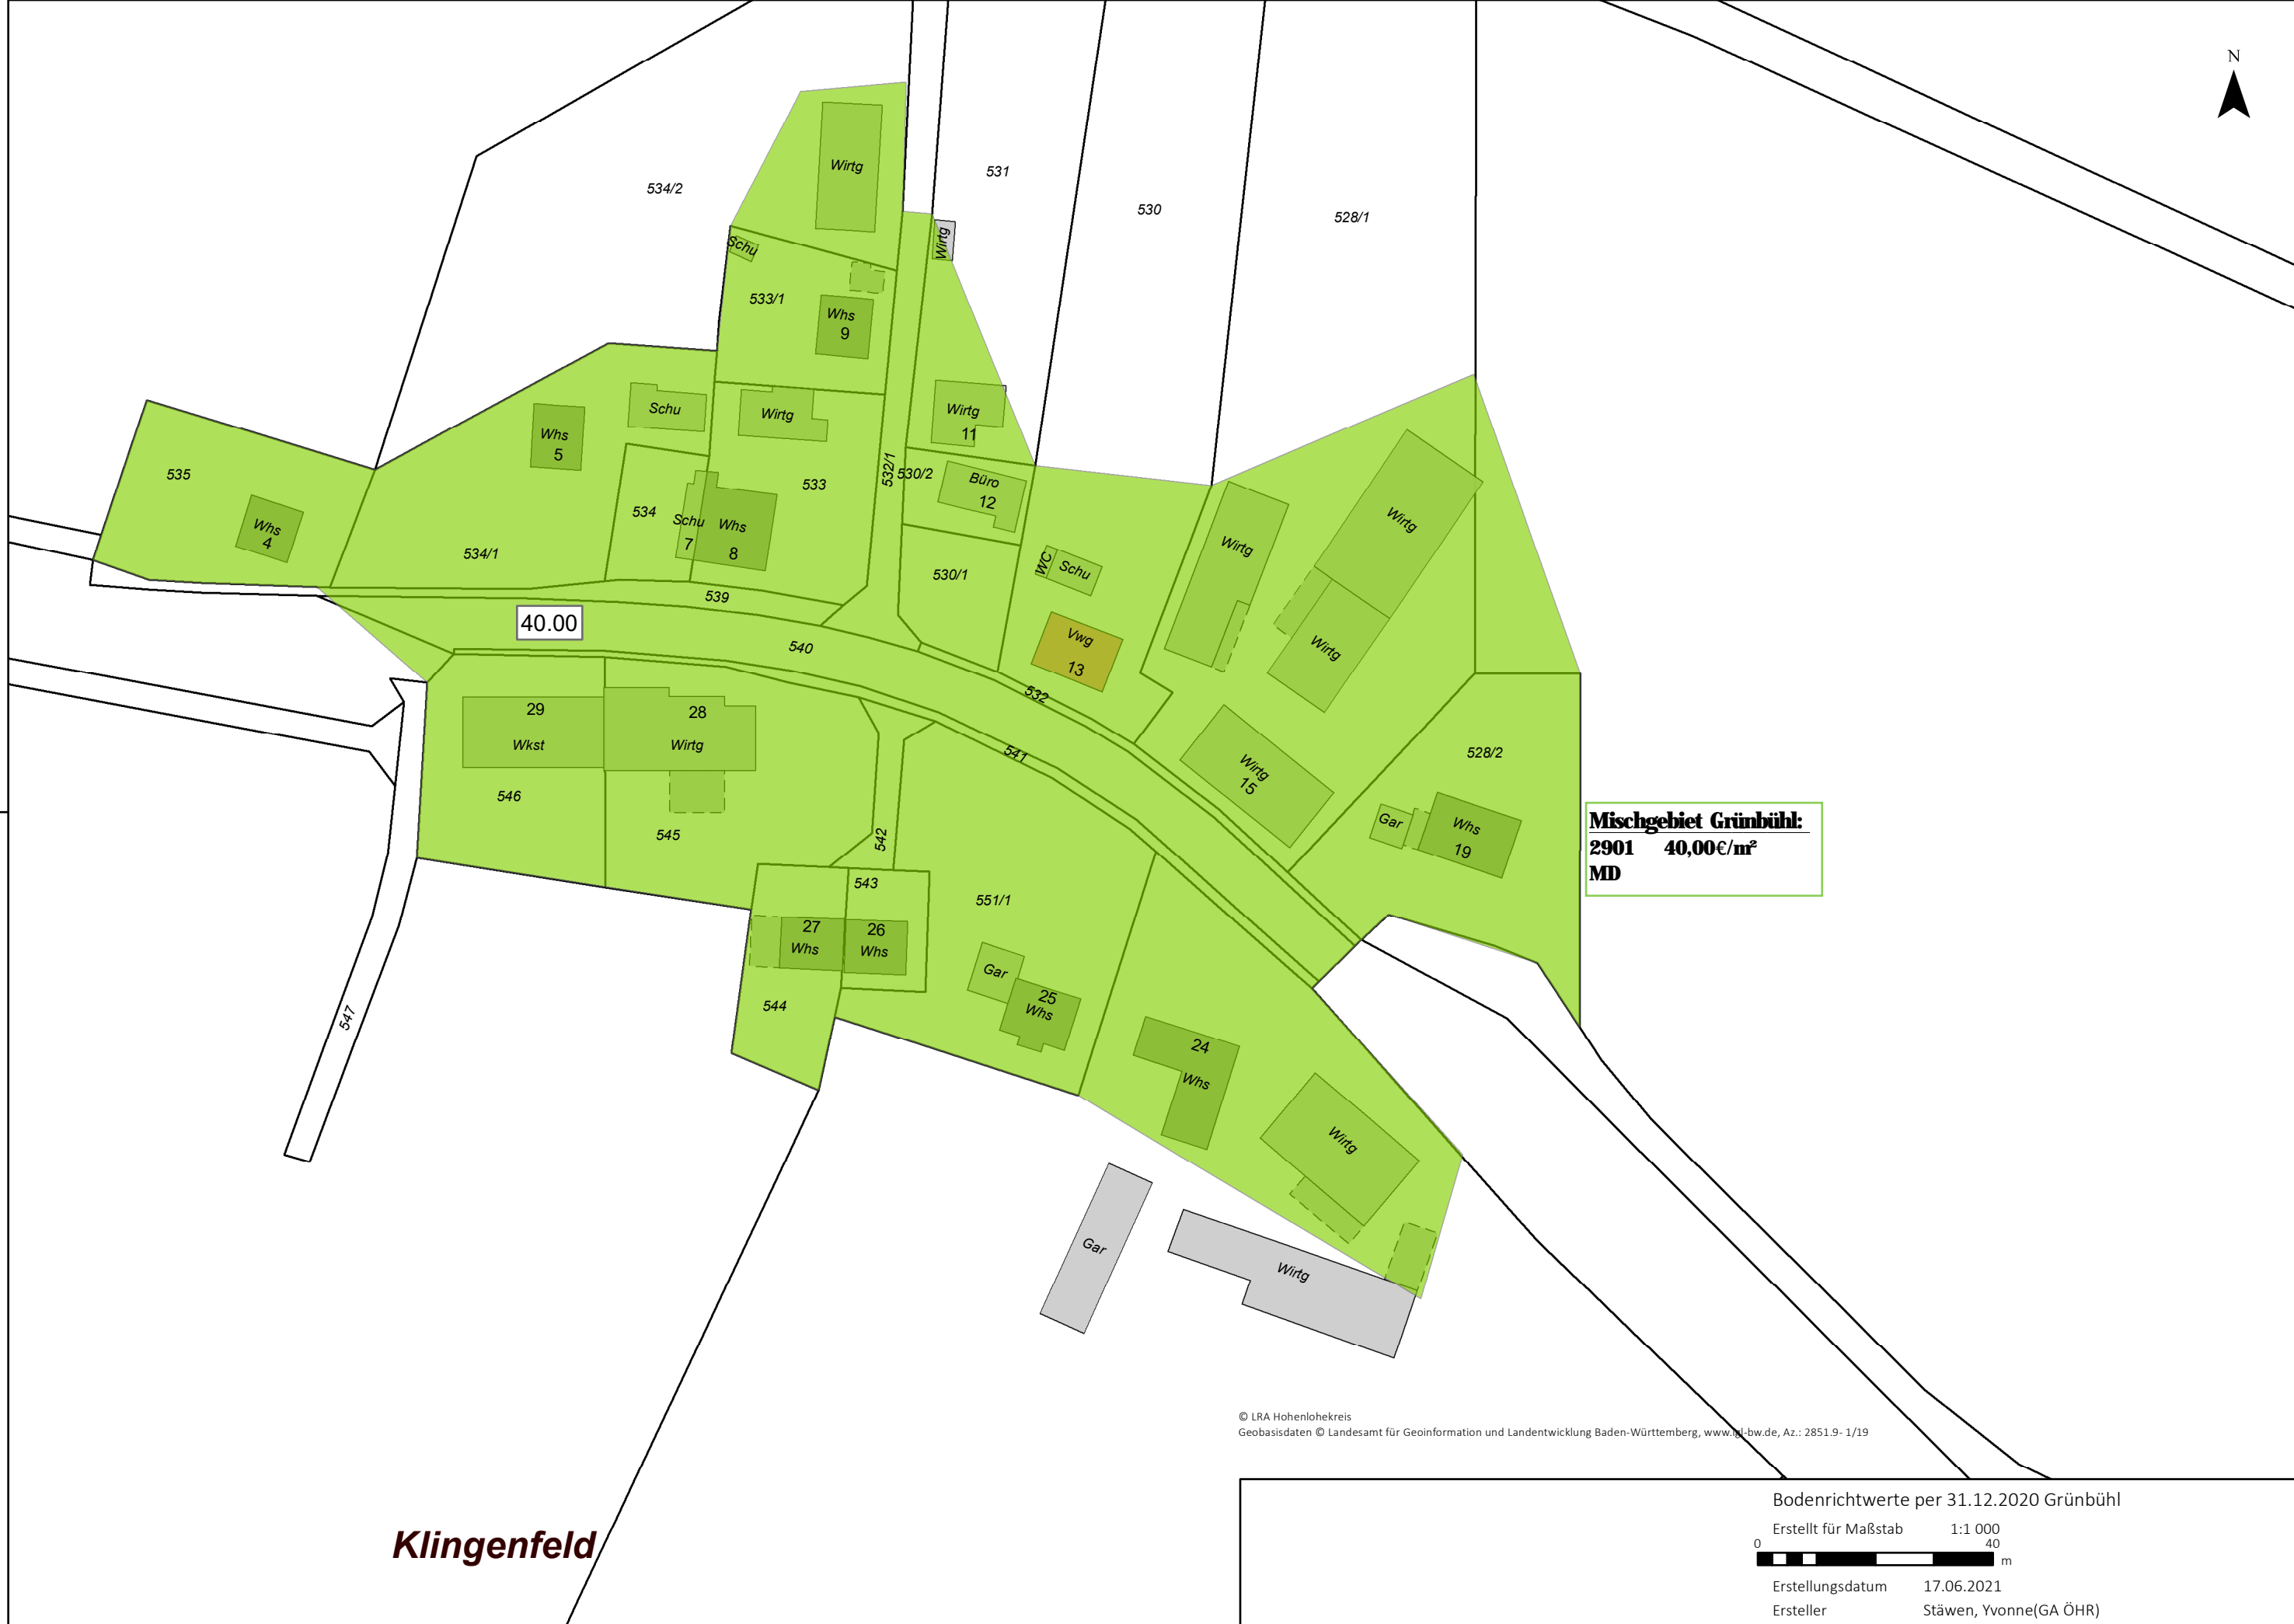 N
534/2
Wirtg
531
530
528/1
Schu
Wirtg
533/1
Whs
9
535
Whs
4
Whs
5
Schu
Wirtg
Wirtg
11
534/1
534
Schu
7
Whs
8
533
532/1
530/2
Büro
12
530/1
WC
Schu
Wirtg
Wirtg
Wirtg
539
40.00
540
Vwg
13
532
541
29
Wkst
28
Wirtg
546
545
542
Wirtg
15
528/2
Gar
Whs
19
Mischgebiet Grünbühl:
2901 40,00€/m²
MD
543
27
Whs
26
Whs
551/1
544
Gar
25
Whs
547
24
Whs
Wirtg
Gar
Wirtg
© LRA Hohenlohekreis
Geobasisdaten © Landesamt für Geoinformation und Landentwicklung Baden-Württemberg, www.lgl-bw.de, Az.: 2851.9- 1/19
Klingenfeld
Bodenrichtwerte per 31.12.2020 Grünbühl
Erstellt für Maßstab 1:1 000
0 40
m
Erstellungsdatum 17.06.2021
Ersteller Stäwen, Yvonne(GA ÖHR)